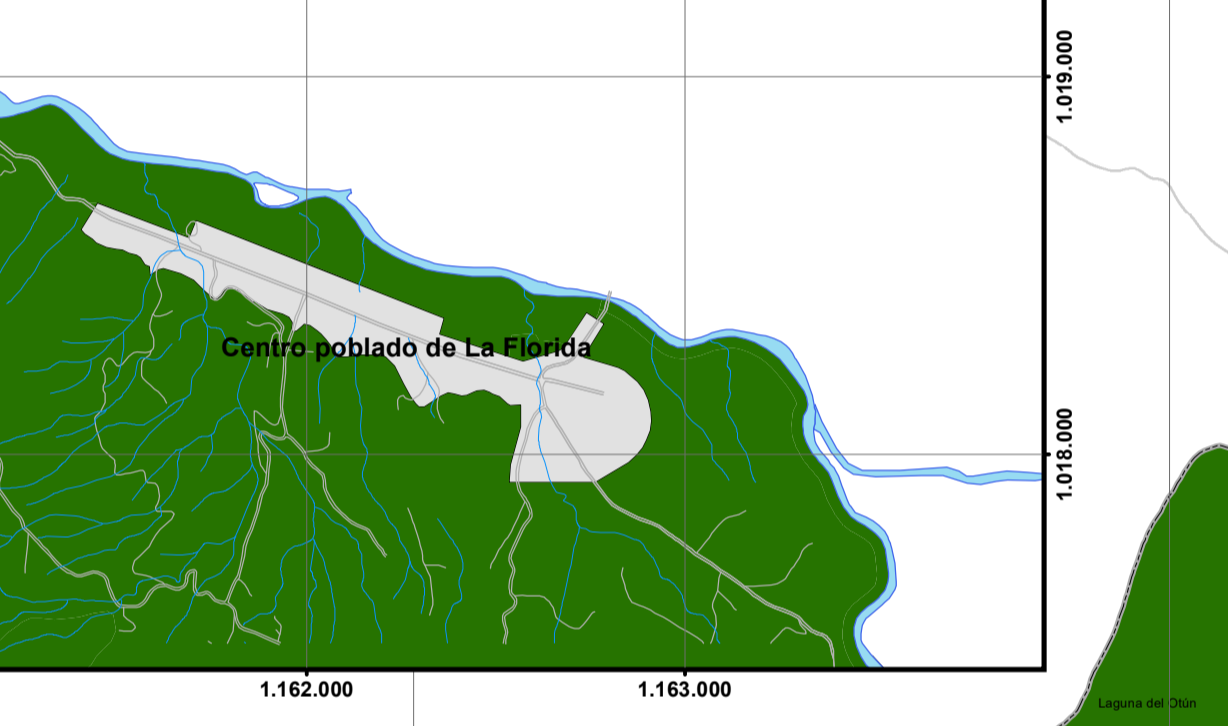 1.019.000
Centro poblado de La Florida
1.018.000
1.162.000
1.163.000
Laguna del Otún